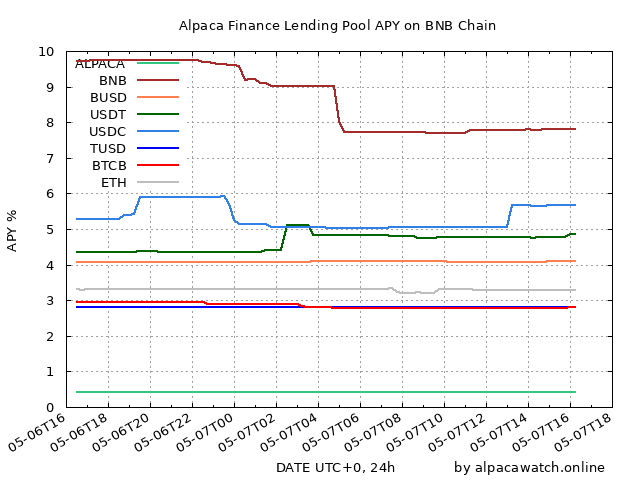 Alpaca Finance Lending Pool APY on BNB Chain
10
9
8
7
6
5
4
3
2
1
0
APY %
ALPACA
BNB
BUSD
USDT
USDC
TUSD
BTCB
ETH
05-06T16
05-06T18
05-06T20
05-06T22
05-07T00
05-07T02
05-07T04
05-07T06
05-07T08
05-07T10
05-07T12
05-07T14
05-07T16
05-07T18
DATE UTC+0, 24h
by alpacawatch.online